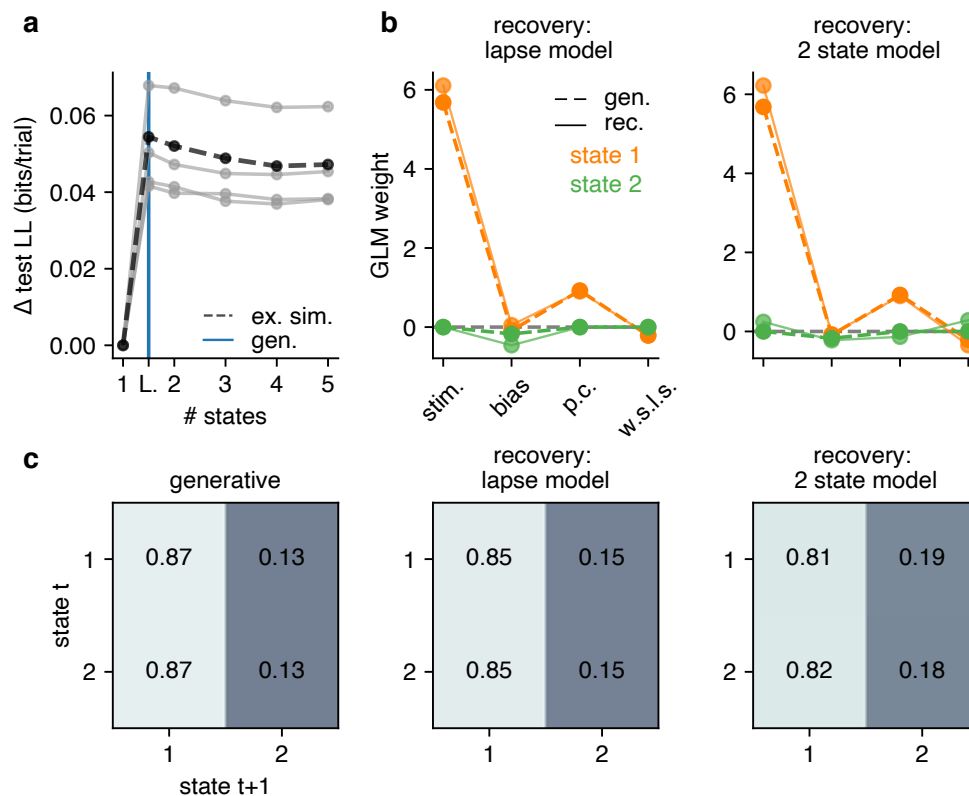 a
Δ test LL (bits/trial)
0.06
0.04
0.02
0.00
ex. sim.
gen.
1 L. 2 3 4 5
# states
b
recovery:
lapse model
GLM weight
6
4
2
0
gen.
rec.
state 1
state 2
stim.
bias
p.c.
w.s.l.s.
recovery:
2 state model
6
4
2
0
c
generative
state t
1
0.87 0.13
2
0.87 0.13
1 2
state t+1
recovery:
lapse model
1
0.85 0.15
2
0.85 0.15
1 2
recovery:
2 state model
1
0.81 0.19
2
0.82 0.18
1 2